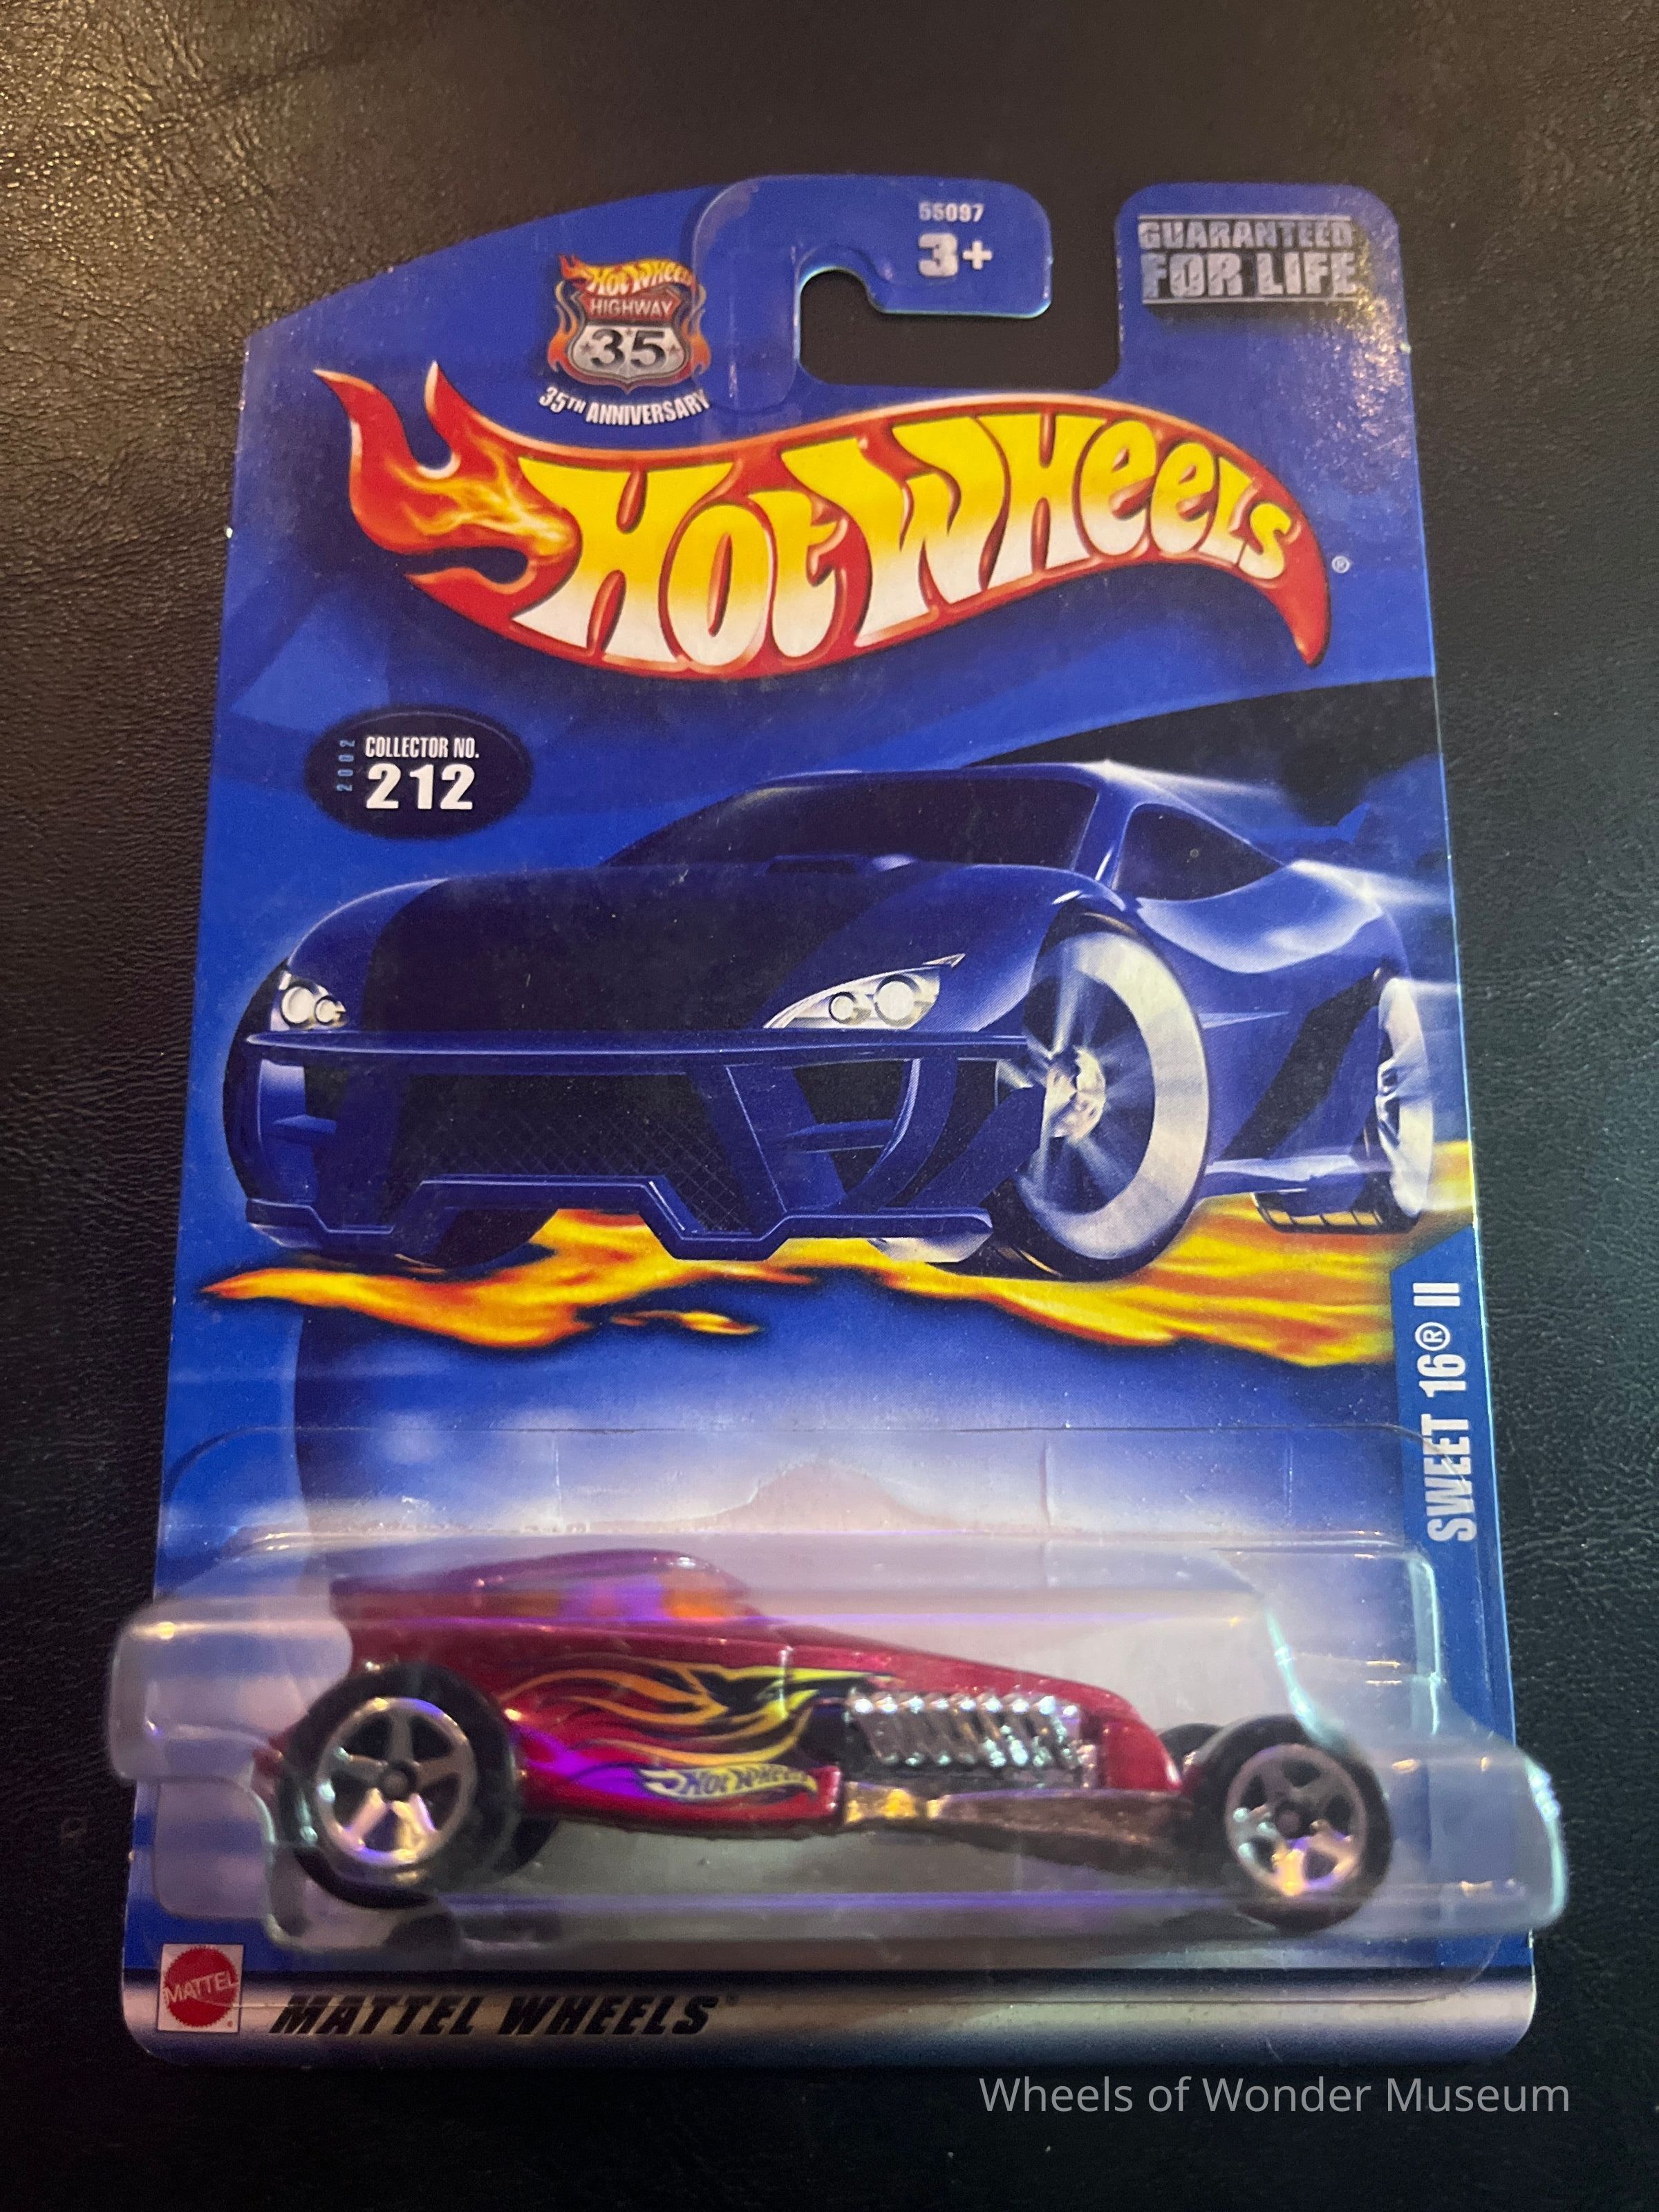 55097
3+
GUARANTEED
FOR LIFE
HOT WHEELS
HIGHWAY
35
35TH ANNIVERSARY
HOT WHEELS®
2002
COLLECTOR NO.
212
SWEET 16® II
HOT WHEELS
MATTEL
®
MATTEL WHEELS™
Wheels of Wonder Museum